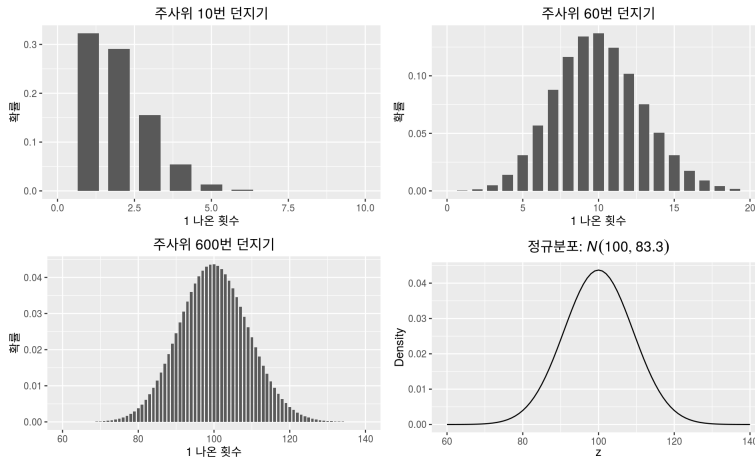 주사위 10번 던지기
0.3
0.2
0.1
0.0
확률
0.0 2.5 5.0 7.5 10.0
1 나온 횟수
주사위 60번 던지기
0.10
0.05
0.00
확률
0 5 10 15 20
1 나온 횟수
주사위 600번 던지기
0.04
0.03
0.02
0.01
0.00
확률
60 80 100 120 140
1 나온 횟수
정규분포: N(100, 83.3)
0.04
0.03
0.02
0.01
0.00
Density
60 80 100 120 140
z